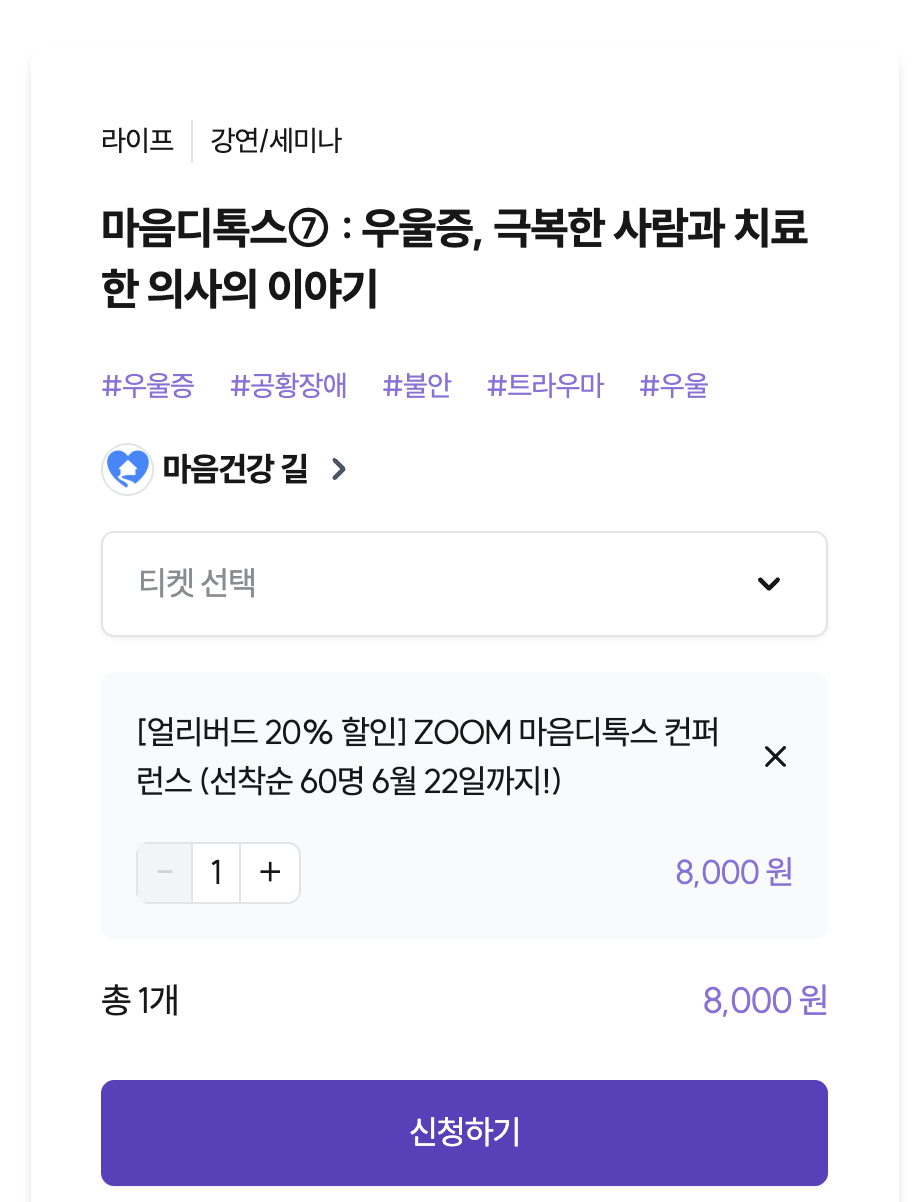 라이프 강연/세미나
마음디톡스⑦ : 우울증, 극복한 사람과 치료
한 의사의 이야기
#우울증 #공황장애 #불안 #트라우마 #우울
마음건강 길
티켓 선택
[얼리버드 20% 할인] ZOOM 마음디톡스 컨퍼
런스 (선착순 60명 6월 22일까지!)
− 1 + 8,000 원
총 1개 8,000 원
신청하기